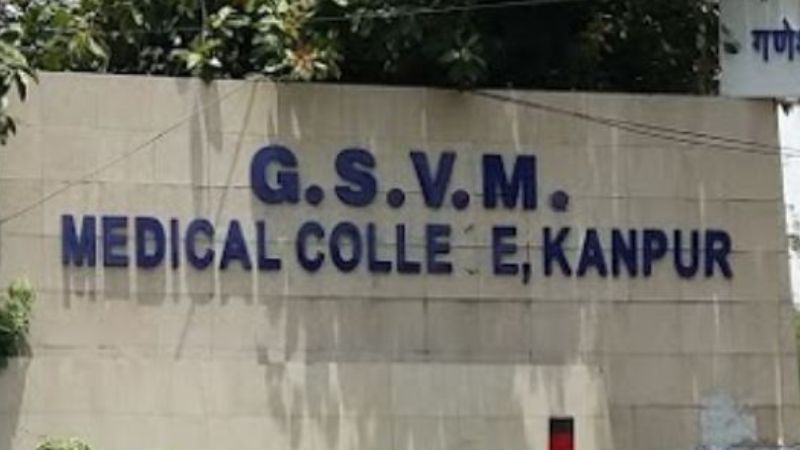 G.S.V.M.
MEDICAL COLLE E, KANPUR